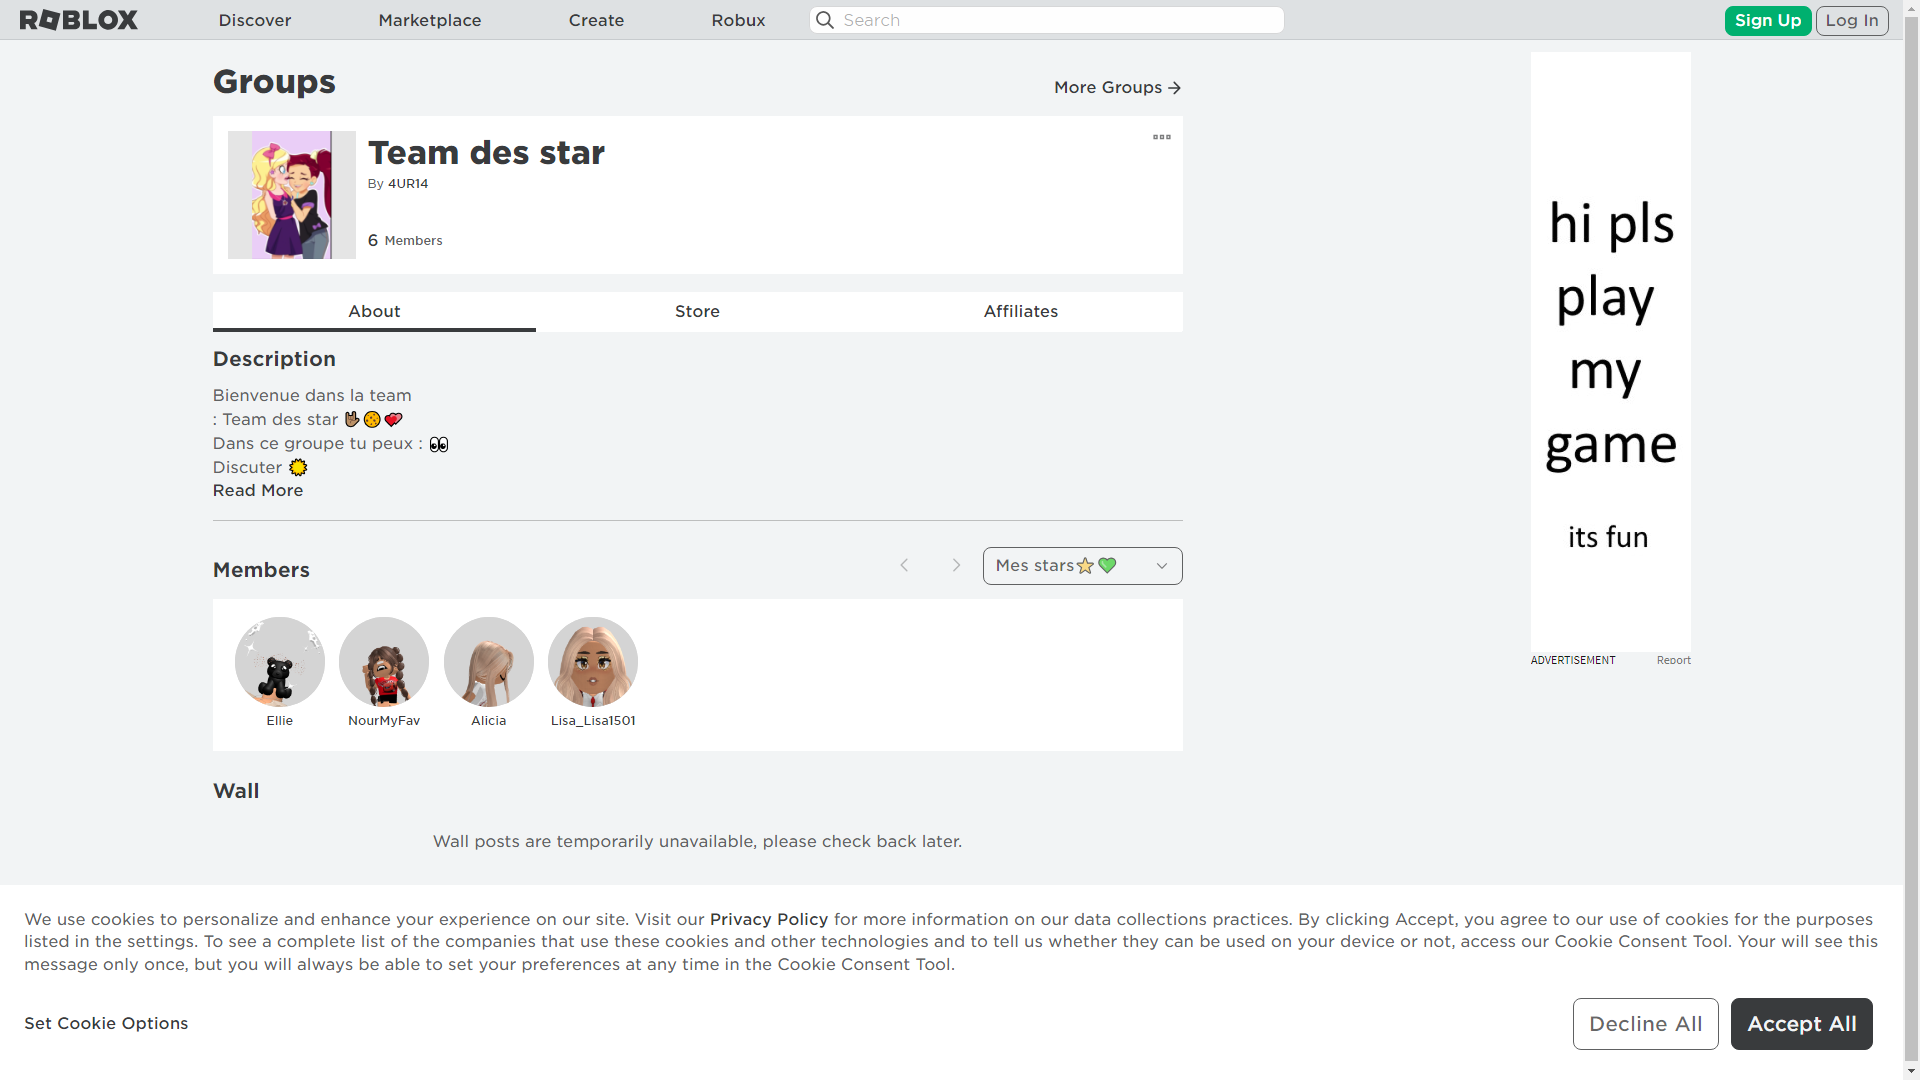 ROBLOX
Discover
Marketplace
Create
Robux
Search
Sign Up
Log In
Groups
More Groups
Team des star
By 4UR14
6 Members
About
Store
Affiliates
Description
Bienvenue dans la team
: Team des star 🤟🏽🍪💕
Dans ce groupe tu peux : 👀
Discuter 🌟
Read More
Members
Mes stars⭐💚
Ellie
NourMyFav
Alicia
Lisa_Lisa1501
Wall
Wall posts are temporarily unavailable, please check back later.
hi pls
play
my
game
its fun
ADVERTISEMENT
Report
We use cookies to personalize and enhance your experience on our site. Visit our Privacy Policy for more information on our data collections practices. By clicking Accept, you agree to our use of cookies for the purposes
listed in the settings. To see a complete list of the companies that use these cookies and other technologies and to tell us whether they can be used on your device or not, access our Cookie Consent Tool. Your will see this
message only once, but you will always be able to set your preferences at any time in the Cookie Consent Tool.
Set Cookie Options
Decline All
Accept All